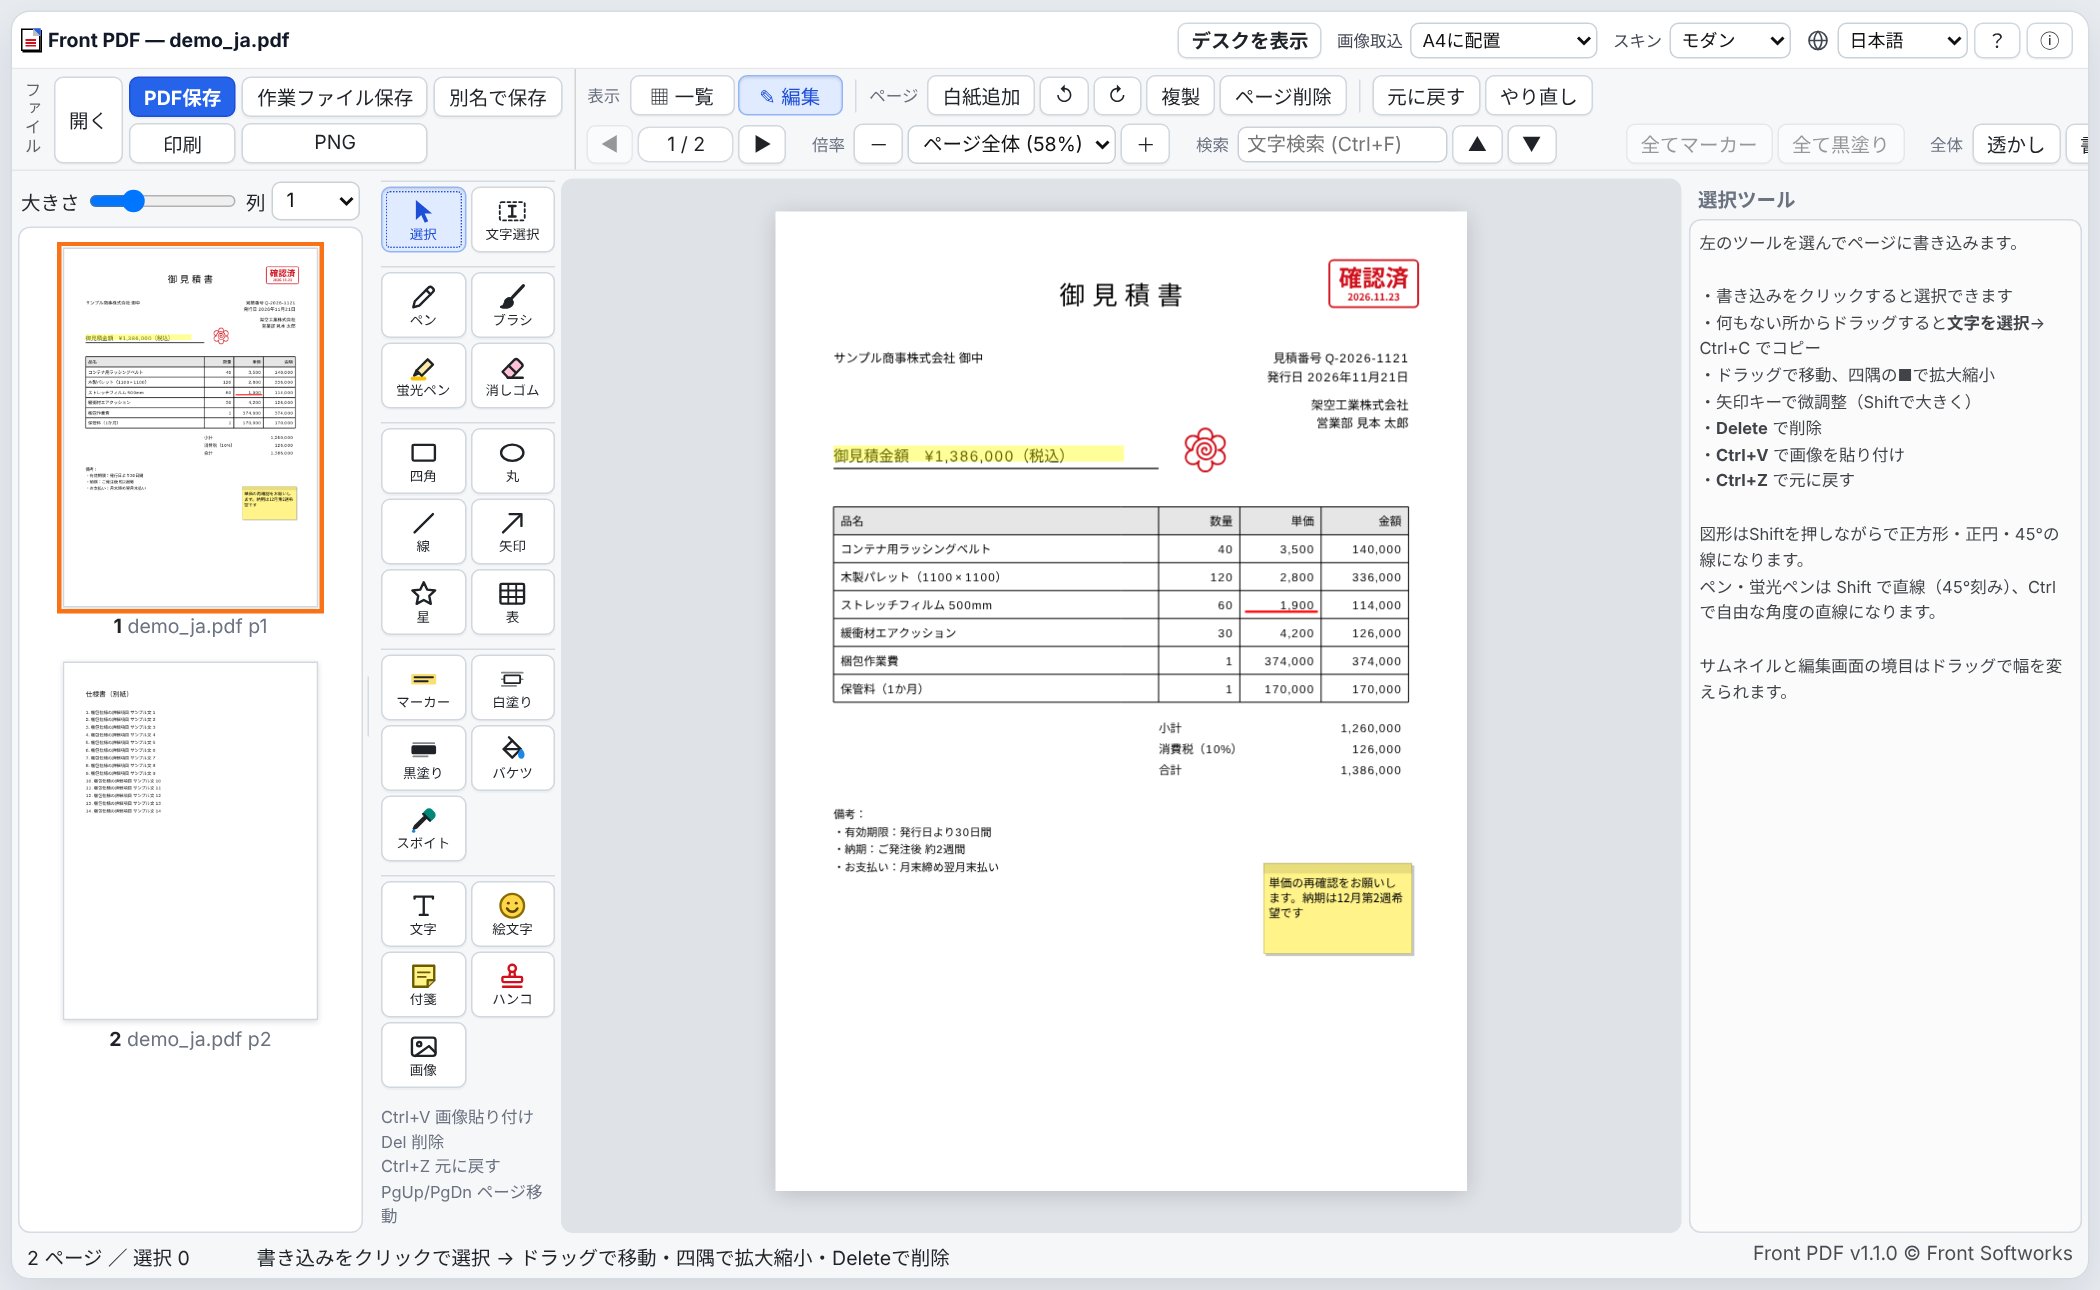 Front PDF — demo_ja.pdf
デスクを表示
画像取込
A4に配置
スキン
モダン
日本語
?
ファイル
開く
PDF保存
作業ファイル保存
別名で保存
印刷
PNG
表示
一覧
編集
ページ
白紙追加
複製
ページ削除
元に戻す
やり直し
1 / 2
倍率
ページ全体 (58%)
検索
文字検索 (Ctrl+F)
全てマーカー
全て黒塗り
全体
透かし
大きさ
列
1
1 demo_ja.pdf p1
仕様書（別紙）
2 demo_ja.pdf p2
選択
文字選択
ペン
ブラシ
蛍光ペン
消しゴム
四角
丸
線
矢印
星
表
マーカー
白塗り
黒塗り
バケツ
スポイト
文字
絵文字
付箋
ハンコ
画像
Ctrl+V 画像貼り付け
Del 削除
Ctrl+Z 元に戻す
PgUp/PgDn ページ移
動
御見積書
確認済
2026.11.23
サンプル商事株式会社 御中
見積番号 Q-2026-1121
発行日 2026年11月21日
架空工業株式会社
営業部 見本 太郎
御見積金額 ¥1,386,000（税込）
品名 数量 単価 金額
コンテナ用ラッシングベルト 40 3,500 140,000
木製パレット（1100×1100） 120 2,800 336,000
ストレッチフィルム 500mm 60 1,900 114,000
緩衝材エアクッション 30 4,200 126,000
梱包作業費 1 374,000 374,000
保管料（1か月） 1 170,000 170,000
小計 1,260,000
消費税（10%） 126,000
合計 1,386,000
備考：
・有効期限：発行日より30日間
・納期：ご発注後 約2週間
・お支払い：月末締め翌月末払い
単価の再確認をお願いし
ます。納期は12月第2週希
望です
選択ツール
左のツールを選んでページに書き込みます。
・書き込みをクリックすると選択できます
・何もない所からドラッグすると文字を選択→
Ctrl+C でコピー
・ドラッグで移動、四隅の■で拡大縮小
・矢印キーで微調整（Shiftで大きく）
・Delete で削除
・Ctrl+V で画像を貼り付け
・Ctrl+Z で元に戻す
図形はShiftを押しながらで正方形・正円・45°の
線になります。
ペン・蛍光ペンは Shift で直線（45°刻み）、Ctrl
で自由な角度の直線になります。
サムネイルと編集画面の境目はドラッグで幅を変
えられます。
2 ページ ／ 選択 0
書き込みをクリックで選択 → ドラッグで移動・四隅で拡大縮小・Deleteで削除
Front PDF v1.1.0 © Front Softworks